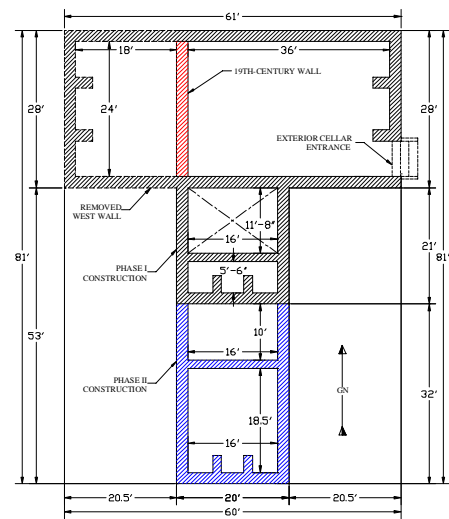 61'
18'
36'
19TH-CENTURY WALL
28'
24'
28'
EXTERIOR CELLAR
ENTRANCE
REMOVED
WEST WALL
11'-8"
16'
PHASE I
CONSTRUCTION
5'-6"
21'
81'
81'
53'
10'
16'
PHASE II
CONSTRUCTION
GN
32'
18.5'
16'
20.5'
20'
20.5'
60'